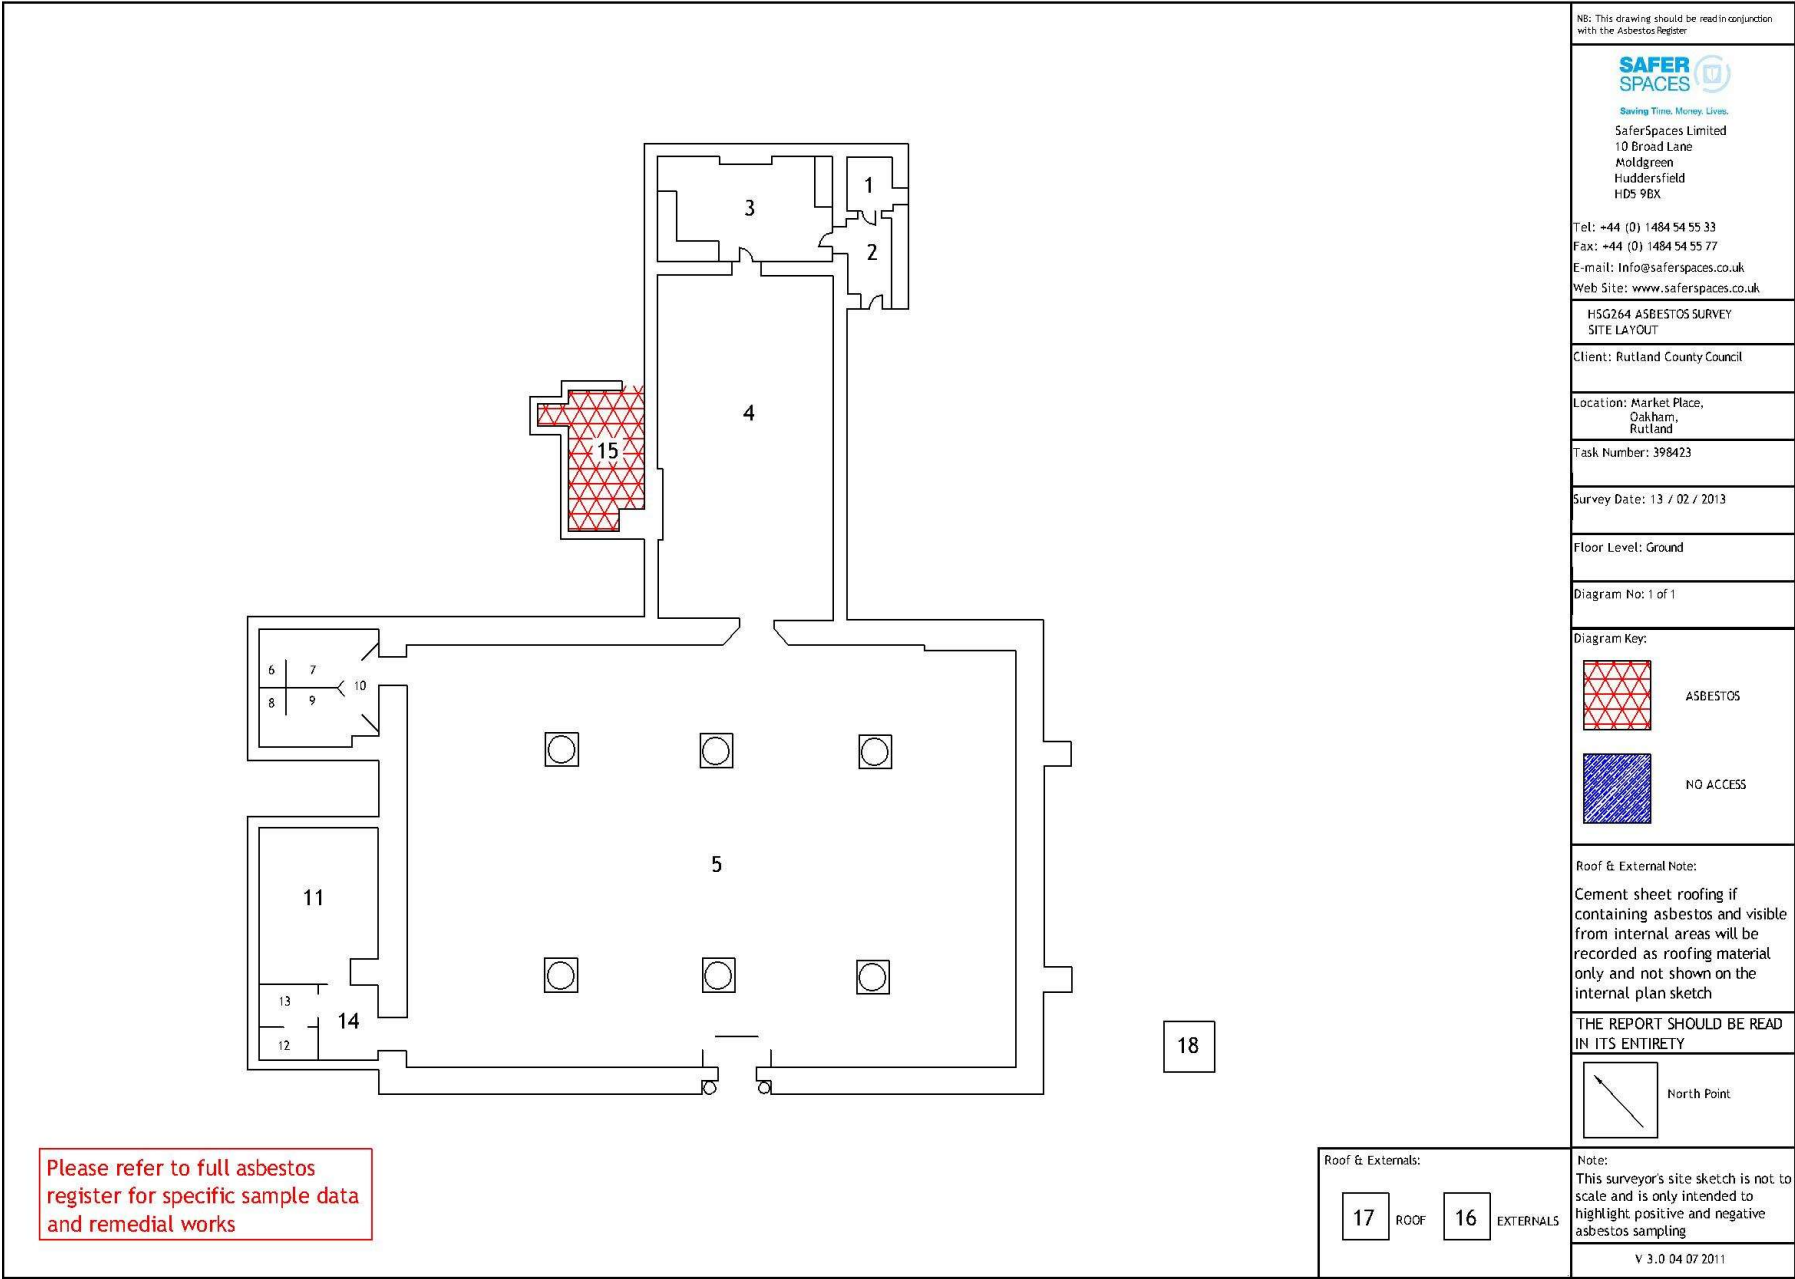 NB: This drawing should be read in conjunction
with the Asbestos Register
SAFER
SPACES
Saving Time. Money. Lives.
SaferSpaces Limited
10 Broad Lane
Moldgreen
Huddersfield
HD5 9BX
Tel: +44 (0) 1484 54 55 33
Fax: +44 (0) 1484 54 55 77
E-mail: Info@saferspaces.co.uk
Web Site: www.saferspaces.co.uk
HSG264 ASBESTOS SURVEY
SITE LAYOUT
Client: Rutland County Council
Location: Market Place,
Oakham,
Rutland
Task Number: 398423
Survey Date: 13 / 02 / 2013
Floor Level: Ground
Diagram No: 1 of 1
Diagram Key:
ASBESTOS
NO ACCESS
Roof & External Note:
Cement sheet roofing if
containing asbestos and visible
from internal areas will be
recorded as roofing material
only and not shown on the
internal plan sketch
THE REPORT SHOULD BE READ
IN ITS ENTIRETY
North Point
Note:
This surveyor's site sketch is not to
scale and is only intended to
highlight positive and negative
asbestos sampling
V 3.0 04 07 2011
1
3
2
4
15
6
7
10
8
9
5
11
13
14
12
18
Please refer to full asbestos
register for specific sample data
and remedial works
Roof & Externals:
17 ROOF 16 EXTERNALS